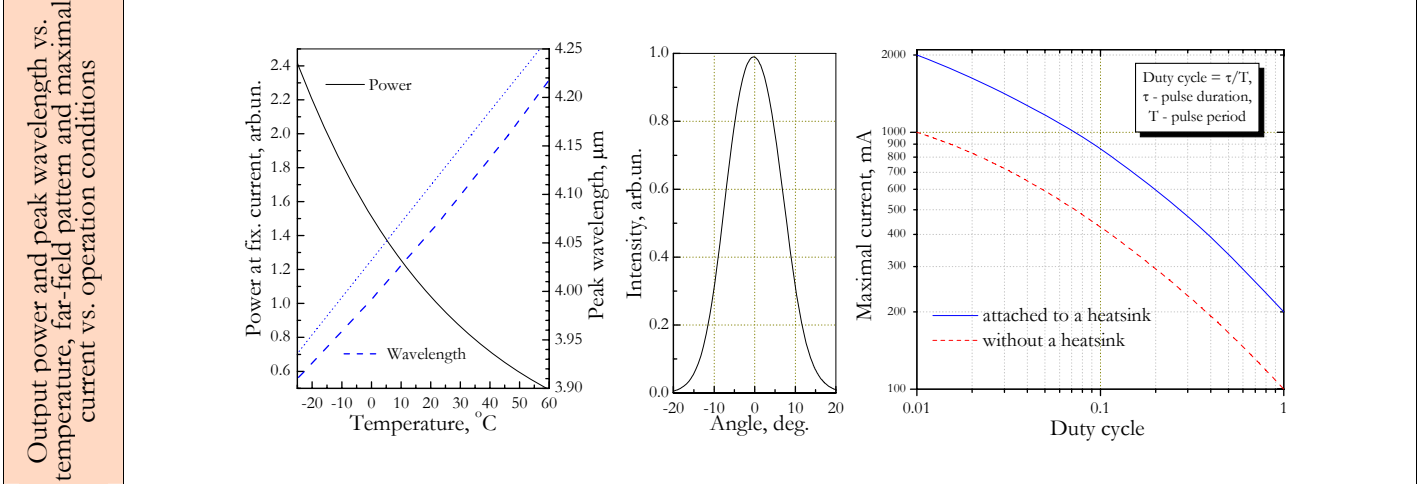 Output power and peak wavelength vs.
temperature, far-field pattern and maximal
current vs. operation conditions
Power at fix. current, arb.un.
2.4
2.2
2.0
1.8
1.6
1.4
1.2
1.0
0.8
0.6
Power
Wavelength
-20 -10 0 10 20 30 40 50 60
Temperature, °C
4.25
4.20
4.15
4.10
4.05
4.00
3.95
3.90
Peak wavelength, µm
Intensity, arb.un.
1.0
0.8
0.6
0.4
0.2
0.0
-20 -10 0 10 20
Angle, deg.
Maximal current, mA
2000
1000
900
800
700
600
500
400
300
200
100
Duty cycle = τ/T,
τ - pulse duration,
T - pulse period
attached to a heatsink
without a heatsink
0.01 0.1 1
Duty cycle